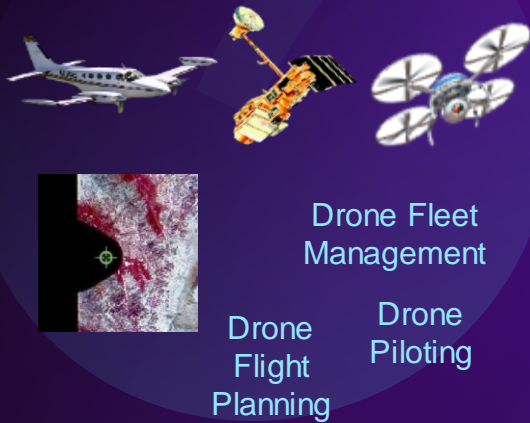 Drone Fleet
Management
Drone
Piloting
Drone
Flight
Planning